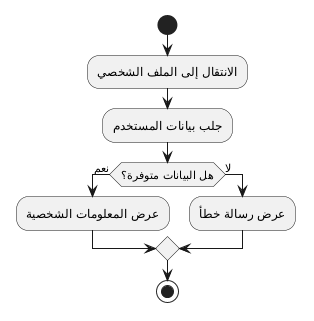 الانتقال إلى الملف الشخصي
جلب بيانات المستخدم
هل البيانات متوفرة؟
نعم
لا
عرض المعلومات الشخصية
عرض رسالة خطأ